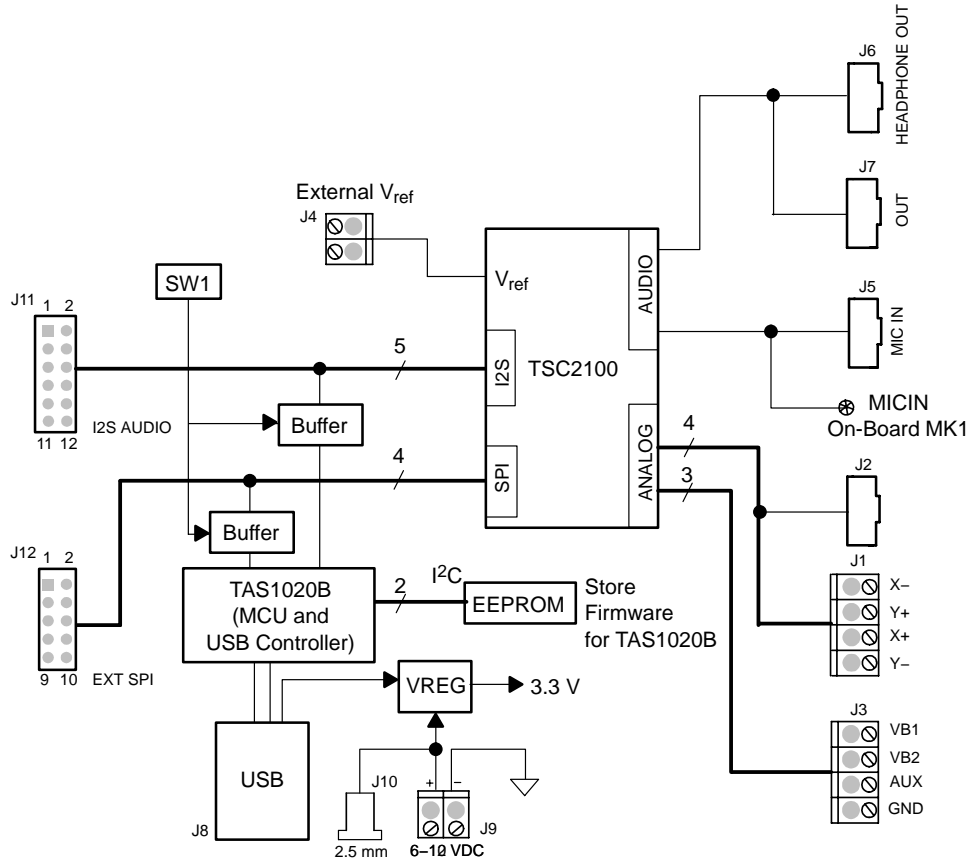 J6
HEADPHONE OUT
J7
OUT
External Vref
J4
SW1
Vref
AUDIO
J5
MIC IN
J11
1 2
5
I2S
TSC2100
11 12
I2S AUDIO
Buffer
MICIN
On-Board MK1
4
SPI
ANALOG
4
3
J2
Buffer
J12
1 2
J1
X–
Y+
X+
Y–
TAS1020B
(MCU and
USB Controller)
2
I2C
EEPROM
Store
Firmware
for TAS1020B
9 10
EXT SPI
VREG
3.3 V
J3
VB1
VB2
AUX
GND
USB
J8
J10
2.5 mm
+ –
J9
VDC